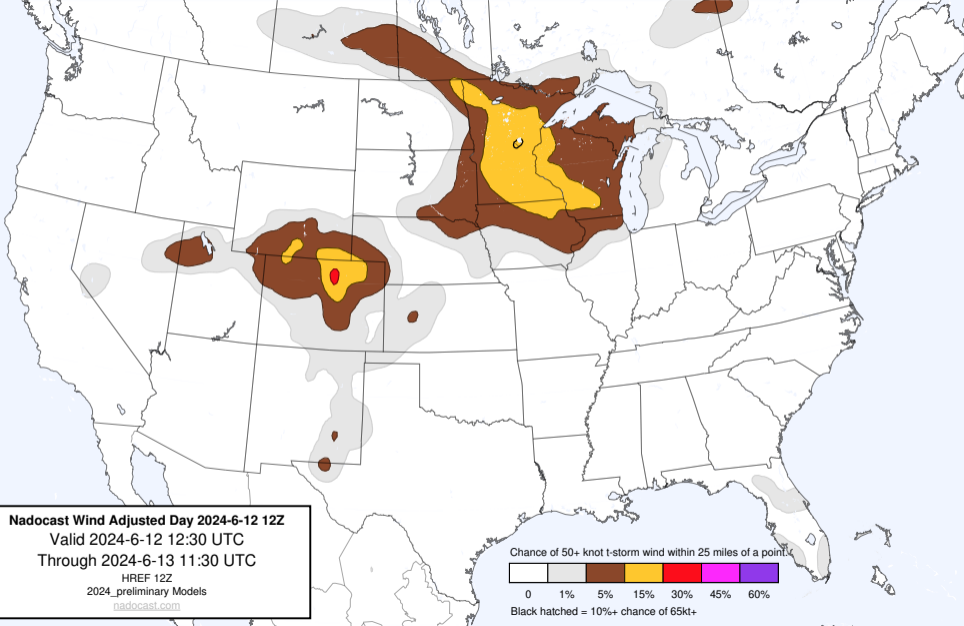 Nadocast Wind Adjusted Day 2024-6-12 12Z
Valid 2024-6-12 12:30 UTC
Through 2024-6-13 11:30 UTC
HREF 12Z
2024_preliminary Models
nadocast.com
Chance of 50+ knot t-storm wind within 25 miles of a point.
0 1% 5% 15% 30% 45% 60%
Black hatched = 10%+ chance of 65kt+